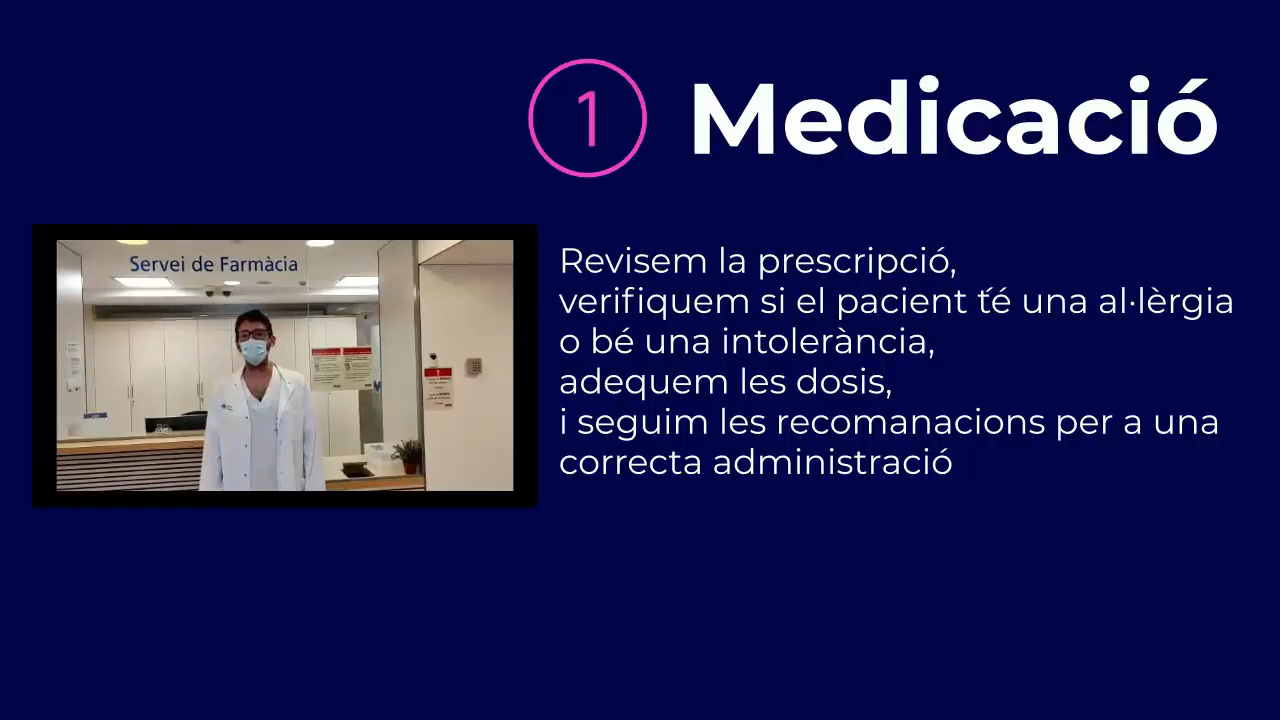 1 Medicació
Servei de Farmàcia
Revisem la prescripció,
verifiquem si el pacient t'é una al·lèrgia
o bé una intolerància,
adequem les dosis,
i seguim les recomanacions per a una
correcta administració